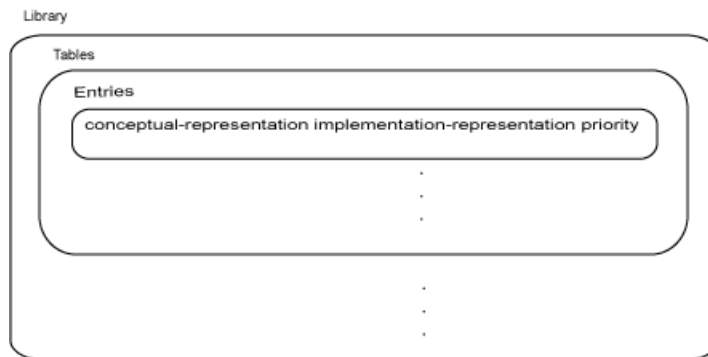 Library
Tables
Entries
conceptual-representation implementation-representation priority